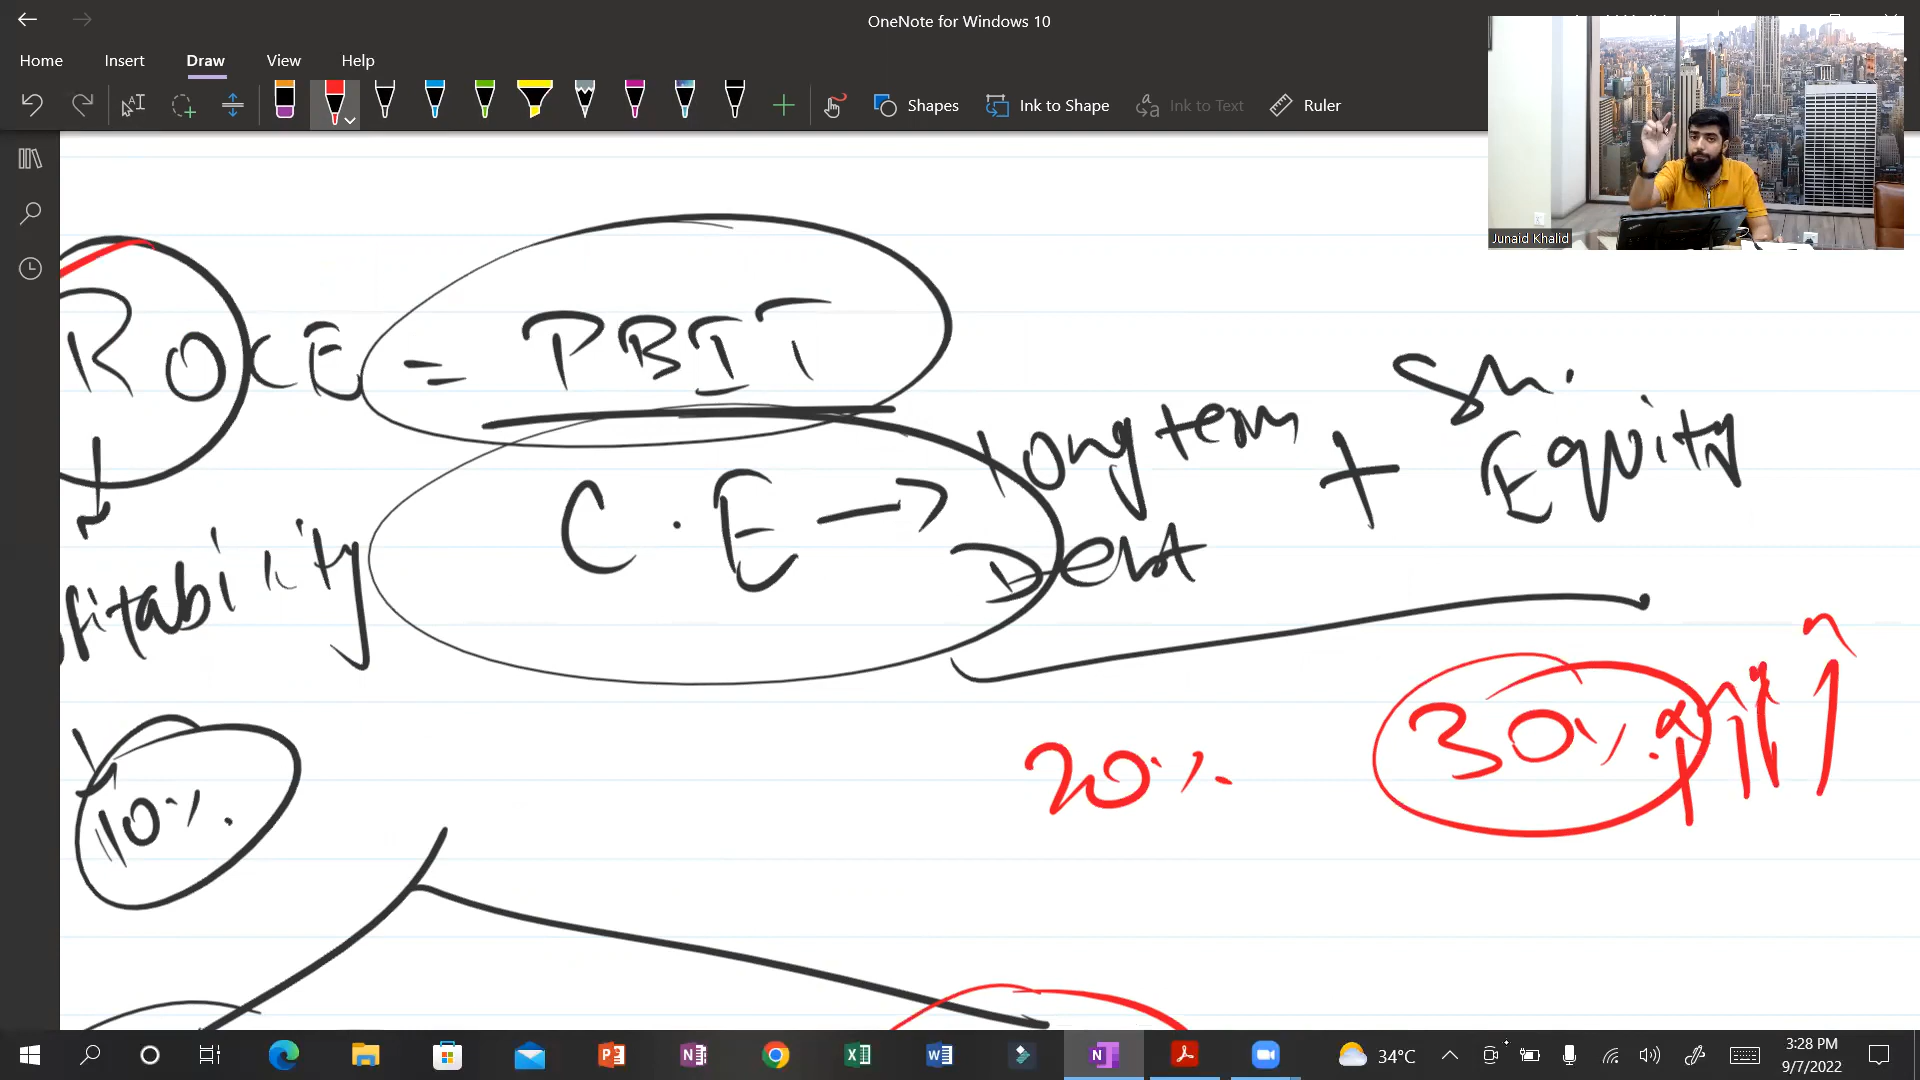 OneNote for Windows 10
Home Insert Draw View Help
Shapes Ink to Shape Ink to Text Ruler
Junaid Khalid
ROCE = PBIT
C.E → Long term Debt + Sh. Equity
ofitability
10%.
20%
30%
34°C
3:28 PM
9/7/2022